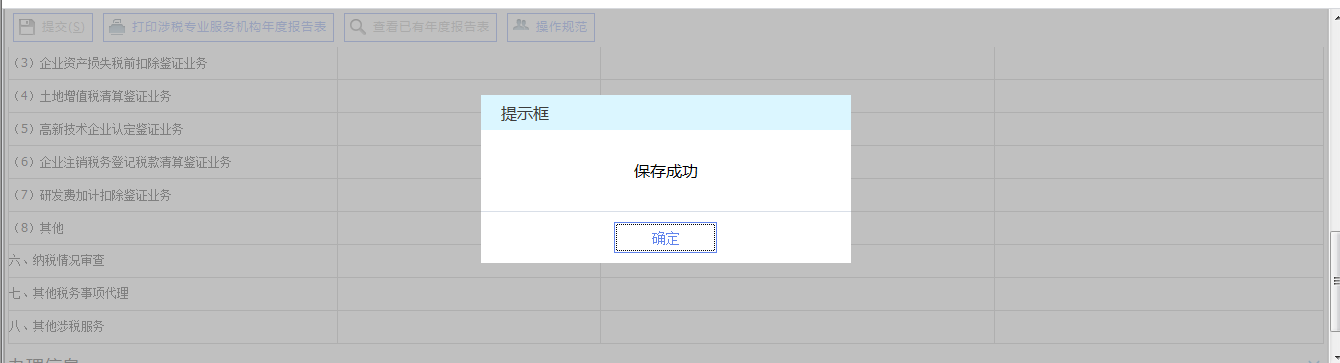 提交(S) 打印涉税专业服务机构年度报告表 查看已有年度报告表 操作规范
（3）企业资产损失税前扣除鉴证业务
（4）土地增值税清算鉴证业务
（5）高新技术企业认定鉴证业务
（6）企业注销税务登记税款清算鉴证业务
（7）研发费加计扣除鉴证业务
（8）其他
六、纳税情况审查
七、其他税务事项代理
八、其他涉税服务
提示框
保存成功
确定